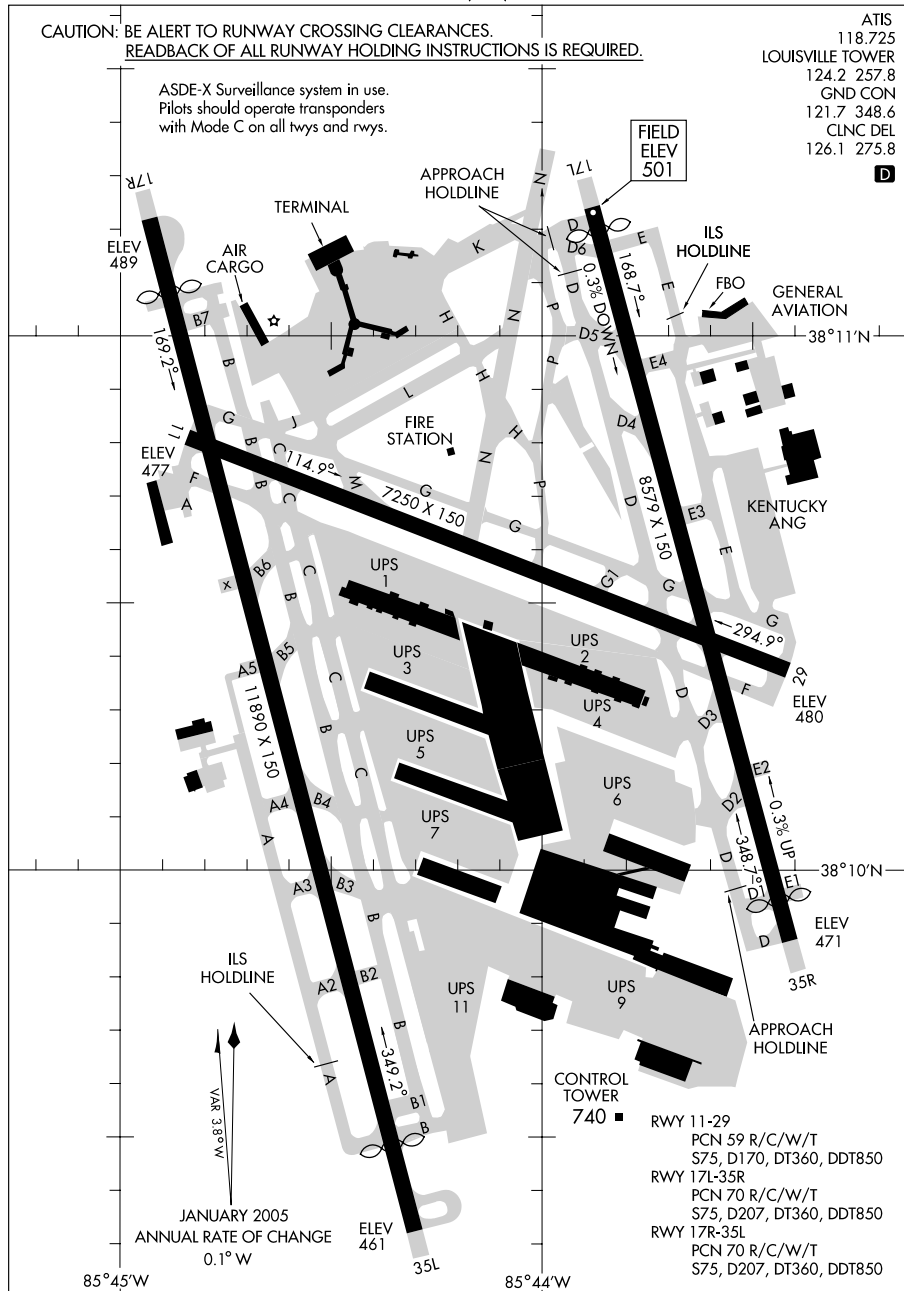 CAUTION: BE ALERT TO RUNWAY CROSSING CLEARANCES.
READBACK OF ALL RUNWAY HOLDING INSTRUCTIONS IS REQUIRED.
ASDE-X Surveillance system in use.
Pilots should operate transponders
with Mode C on all twys and rwys.
ATIS
118.725
LOUISVILLE TOWER
124.2 257.8
GND CON
121.7 348.6
CLNC DEL
126.1 275.8
D
FIELD
ELEV
501
APPROACH
HOLDLINE
17R
17L
TERMINAL
ELEV
489
AIR
CARGO
ILS
HOLDLINE
FBO
GENERAL
AVIATION
N
K
D
D6
E
E
D
0.3% DOWN
168.7°
P
P
N
H
H
H
L
D5
38°11'N
E4
B7
B
169.2°
FIRE
STATION
D4
J
G
B
C
11
ELEV
477
114.9°
M
7250 X 150
G
N
P
8579 X 150
D
KENTUCKY
ANG
F
A
B
C
G
E3
E
UPS
1
G1
G
G
X
B6
C
B
294.9°
29
ELEV
480
UPS
2
UPS
3
UPS
4
A5
B5
C
D
F
D3
11890 X 150
B
C
UPS
5
UPS
6
E2
D2
0.3% UP
A4
B4
A
UPS
7
348.7°
D
D1
E1
38°10'N
A3
B3
B
D
ELEV
471
35R
ILS
HOLDLINE
A2
B2
B
UPS
11
UPS
9
APPROACH
HOLDLINE
A
349.2°
B1
B
VAR 3.8° W
CONTROL
TOWER
740
RWY 11-29
PCN 59 R/C/W/T
S75, D170, DT360, DDT850
RWY 17L-35R
PCN 70 R/C/W/T
S75, D207, DT360, DDT850
RWY 17R-35L
PCN 70 R/C/W/T
S75, D207, DT360, DDT850
JANUARY 2005
ANNUAL RATE OF CHANGE
0.1° W
ELEV
461
35L
85°45'W
85°44'W